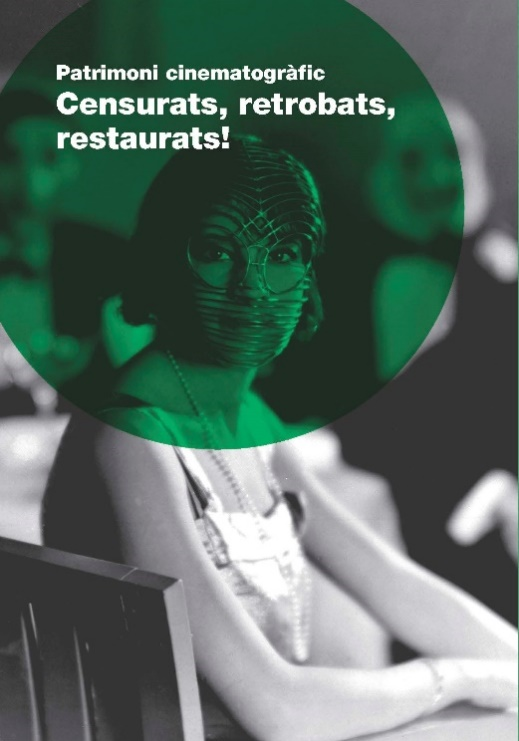 Patrimoni cinematogràfic
Censurats, retrobats,
restaurats!